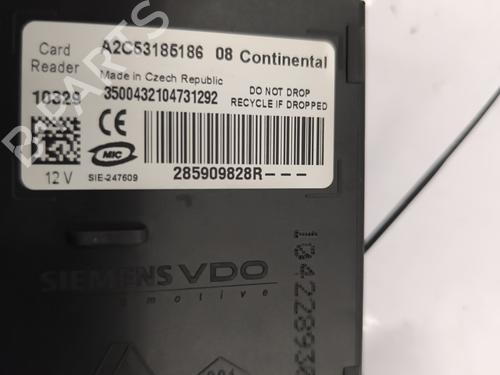 Card Reader A2C53185186 08 Continental
Made in Czech Republic
10329 3500432104731292
DO NOT DROP
RECYCLE IF DROPPED
CE
MIC
12 V SIE-247609
285909828R---
SIEMENS VDO
automotive